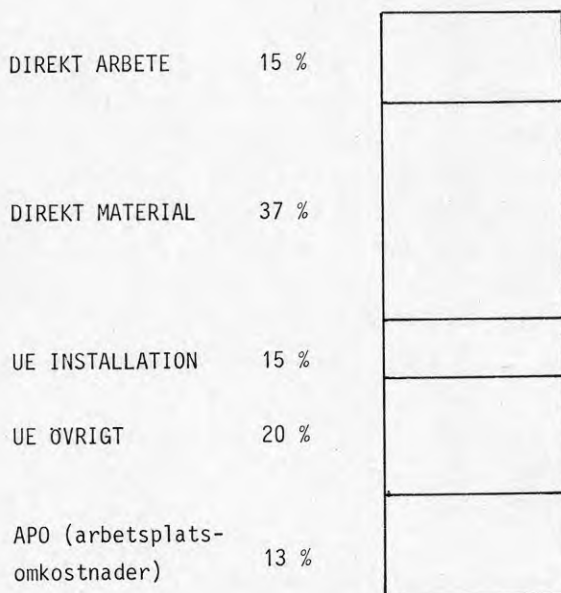 DIREKT ARBETE 15 %
DIREKT MATERIAL 37 %
UE INSTALLATION 15 %
UE ÖVRIGT 20 %
APO (arbetsplats-
omkostnader) 13 %